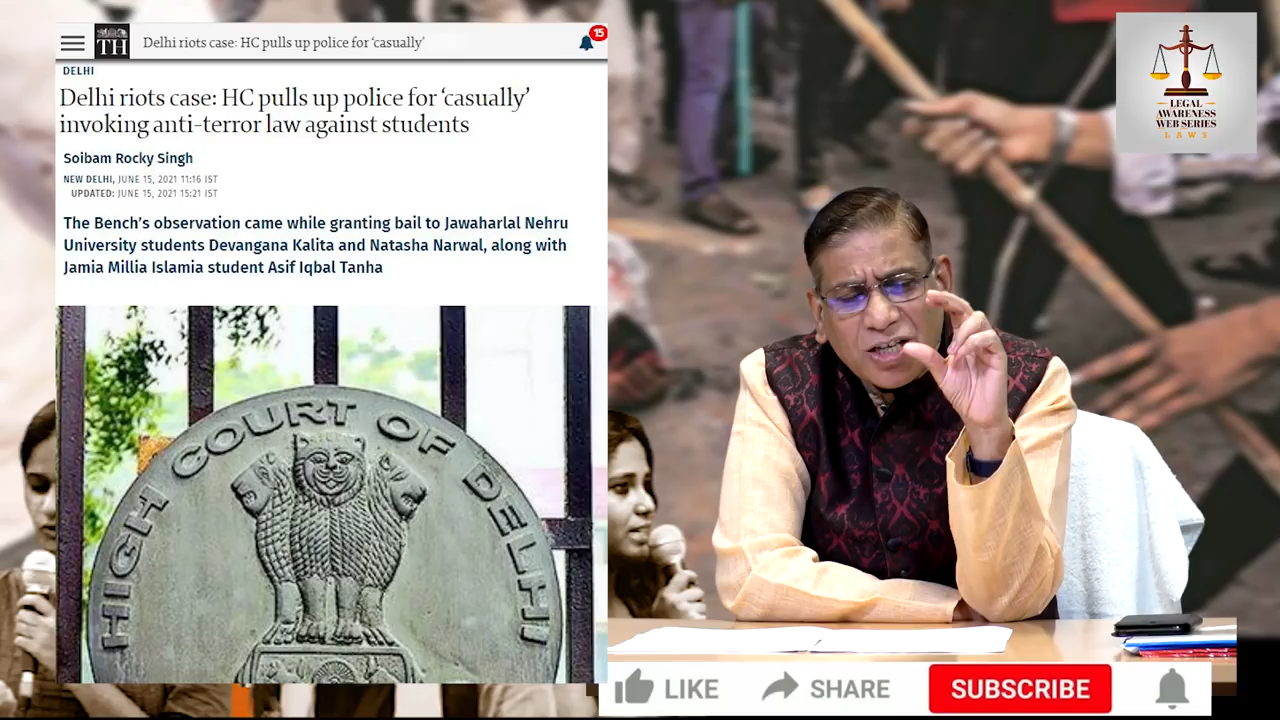 TH
Delhi riots case: HC pulls up police for ‘casually’
15
DELHI
Delhi riots case: HC pulls up police for ‘casually’
invoking anti-terror law against students
Soibam Rocky Singh
NEW DELHI, JUNE 15, 2021 11:16 IST
UPDATED: JUNE 15, 2021 15:21 IST
The Bench’s observation came while granting bail to Jawaharlal Nehru
University students Devangana Kalita and Natasha Narwal, along with
Jamia Millia Islamia student Asif Iqbal Tanha
HIGH COURT OF DELHI
LEGAL
AWARENESS
WEB SERIES
LAWS
LIKE
SHARE
SUBSCRIBE